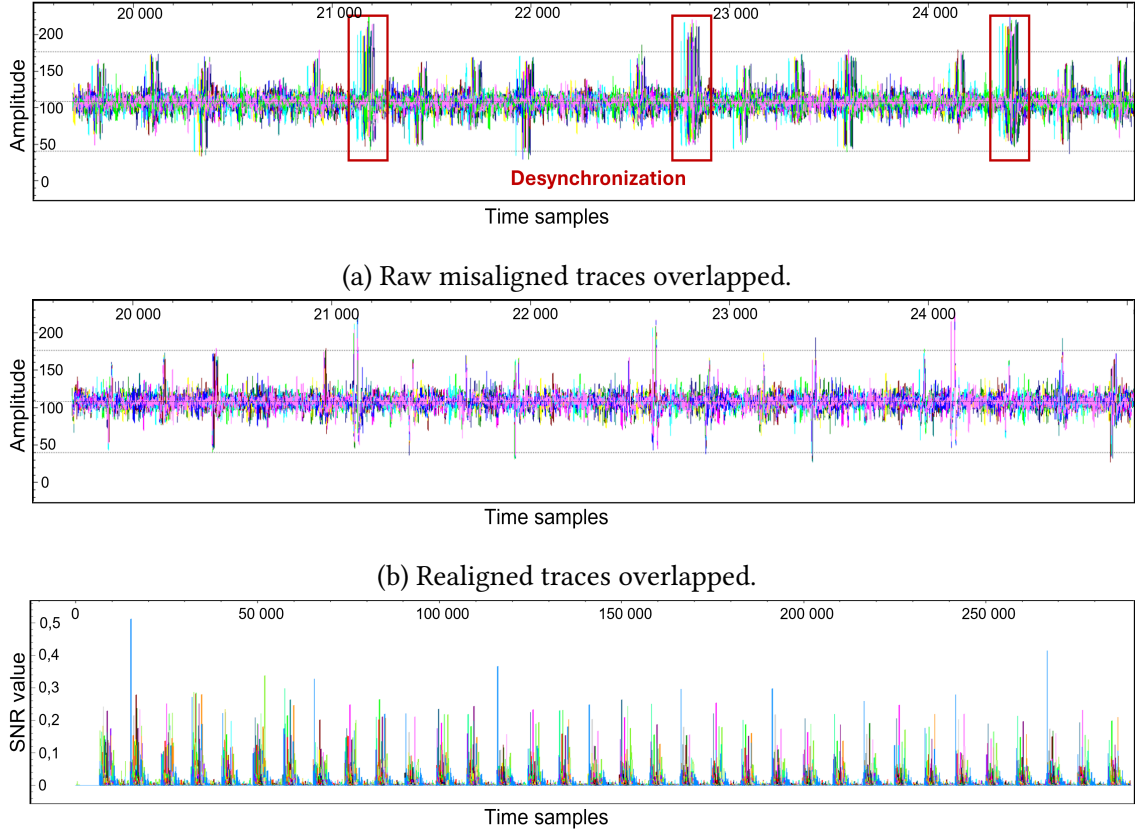 20 000 21 000 22 000 23 000 24 000
200
150
100
50
0
Amplitude
Desynchronization
Time samples
(a) Raw misaligned traces overlapped.
20 000 21 000 22 000 23 000 24 000
200
150
100
50
0
Amplitude
Time samples
(b) Realigned traces overlapped.
0 50 000 100 000 150 000 200 000 250 000
0,5
0,4
0,3
0,2
0,1
0
SNR value
Time samples